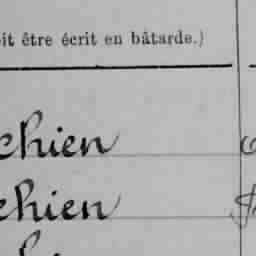 oit être écrit en bâtarde.)
chien
chien